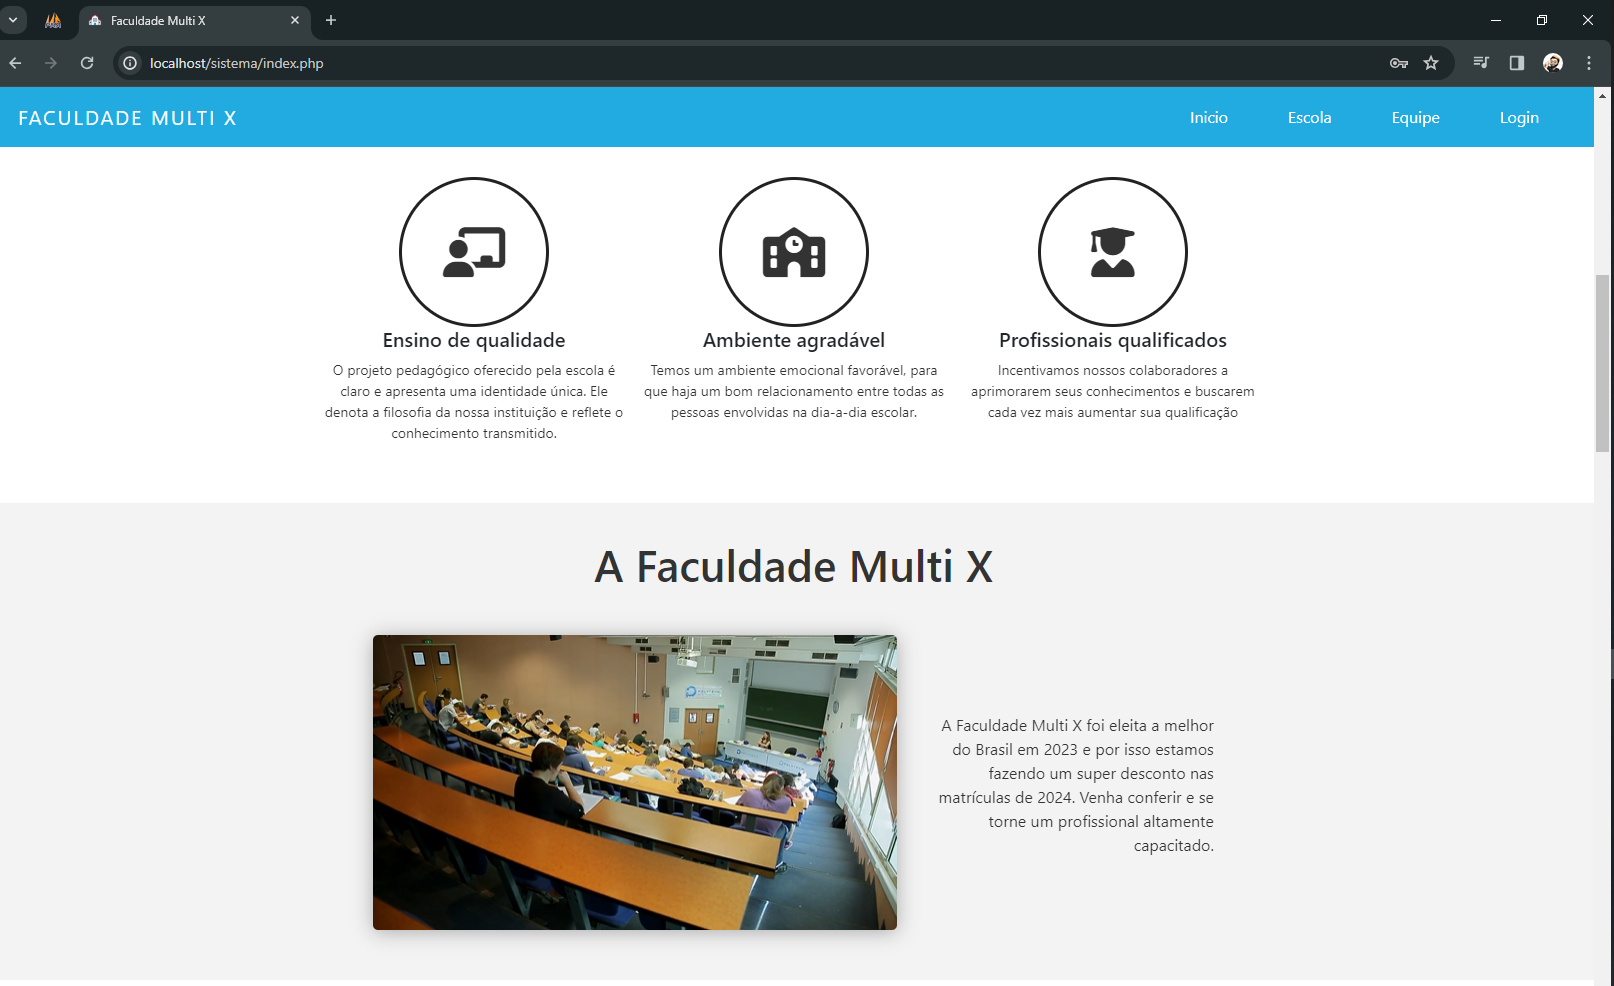 Faculdade Multi X
localhost/sistema/index.php
FACULDADE MULTI X
Inicio
Escola
Equipe
Login
Ensino de qualidade
O projeto pedagógico oferecido pela escola é
claro e apresenta uma identidade única. Ele
denota a filosofia da nossa instituição e reflete o
conhecimento transmitido.
Ambiente agradável
Temos um ambiente emocional favorável, para
que haja um bom relacionamento entre todas as
pessoas envolvidas na dia-a-dia escolar.
Profissionais qualificados
Incentivamos nossos colaboradores a
aprimorarem seus conhecimentos e buscarem
cada vez mais aumentar sua qualificação
A Faculdade Multi X
A Faculdade Multi X foi eleita a melhor
do Brasil em 2023 e por isso estamos
fazendo um super desconto nas
matrículas de 2024. Venha conferir e se
torne um profissional altamente
capacitado.